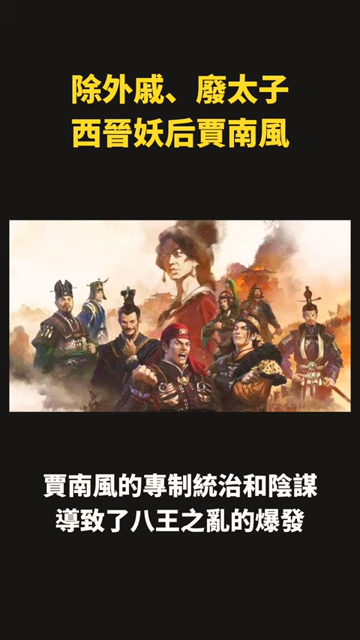 除外戚、廢太子
西晉妖后賈南風
賈南風的專制統治和陰謀
導致了八王之亂的爆發